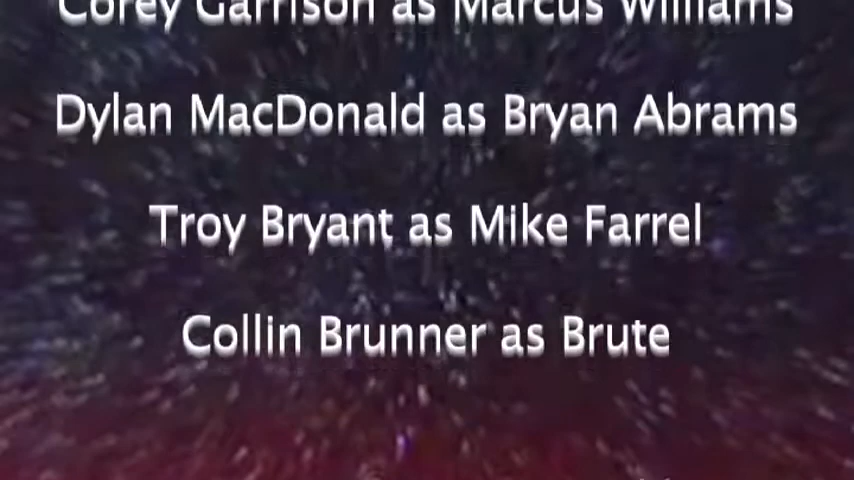 Corey Garrison as Marcus Williams
Dylan MacDonald as Bryan Abrams
Troy Bryant as Mike Farrel
Collin Brunner as Brute